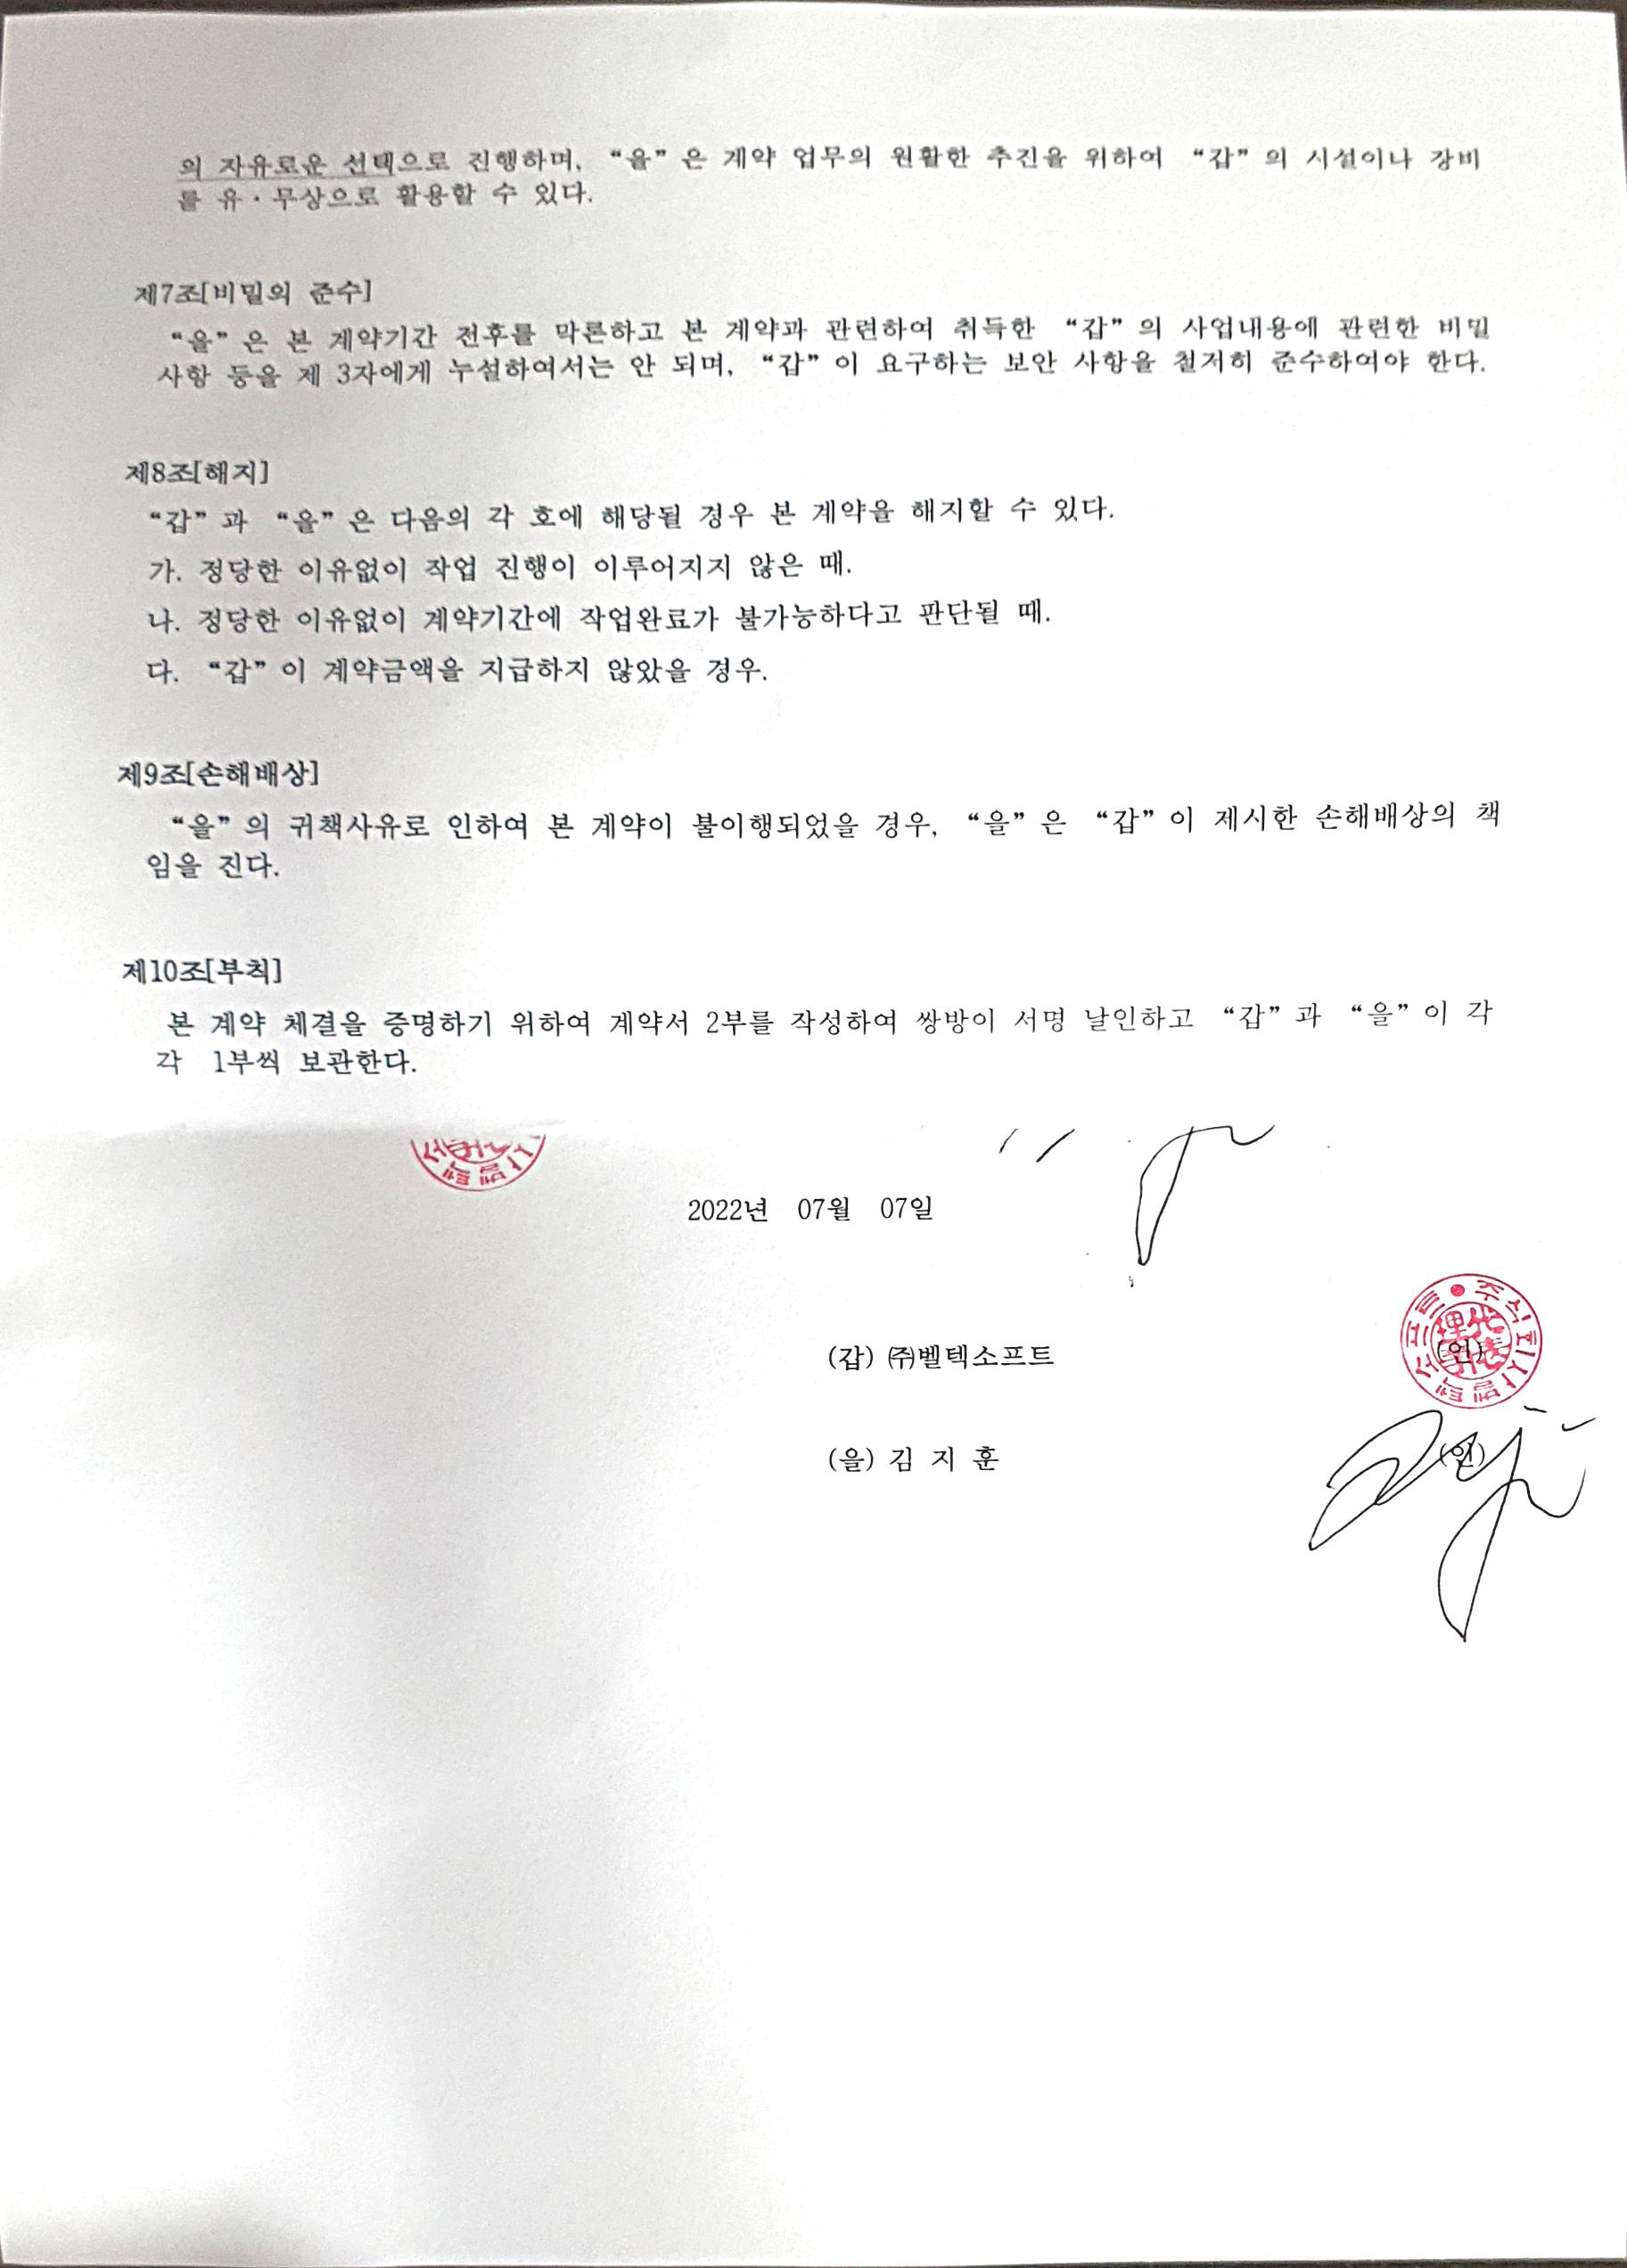 의 자유로운 선택으로 진행하며, “을”은 계약 업무의 원활한 추진을 위하여 “갑”의 시설이나 장비
를 유·무상으로 활용할 수 있다.
제7조[비밀의 준수]
“을”은 본 계약기간 전후를 막론하고 본 계약과 관련하여 취득한 “갑”의 사업내용에 관련한 비밀
사항 등을 제 3자에게 누설하여서는 안 되며, “갑”이 요구하는 보안 사항을 철저히 준수하여야 한다.
제8조[해지]
“갑”과 “을”은 다음의 각 호에 해당될 경우 본 계약을 해지할 수 있다.
가. 정당한 이유없이 작업 진행이 이루어지지 않은 때.
나. 정당한 이유없이 계약기간에 작업완료가 불가능하다고 판단될 때.
다. “갑”이 계약금액을 지급하지 않았을 경우.
제9조[손해배상]
“을”의 귀책사유로 인하여 본 계약이 불이행되었을 경우, “을”은 “갑”이 제시한 손해배상의 책
임을 진다.
제10조[부칙]
본 계약 체결을 증명하기 위하여 계약서 2부를 작성하여 쌍방이 서명 날인하고 “갑”과 “을”이 각
각 1부씩 보관한다.
2022년 07월 07일
(갑) ㈜벨텍소프트 (인)
주식회사벨텍소프트
代表理事
(을) 김 지 훈 (인)